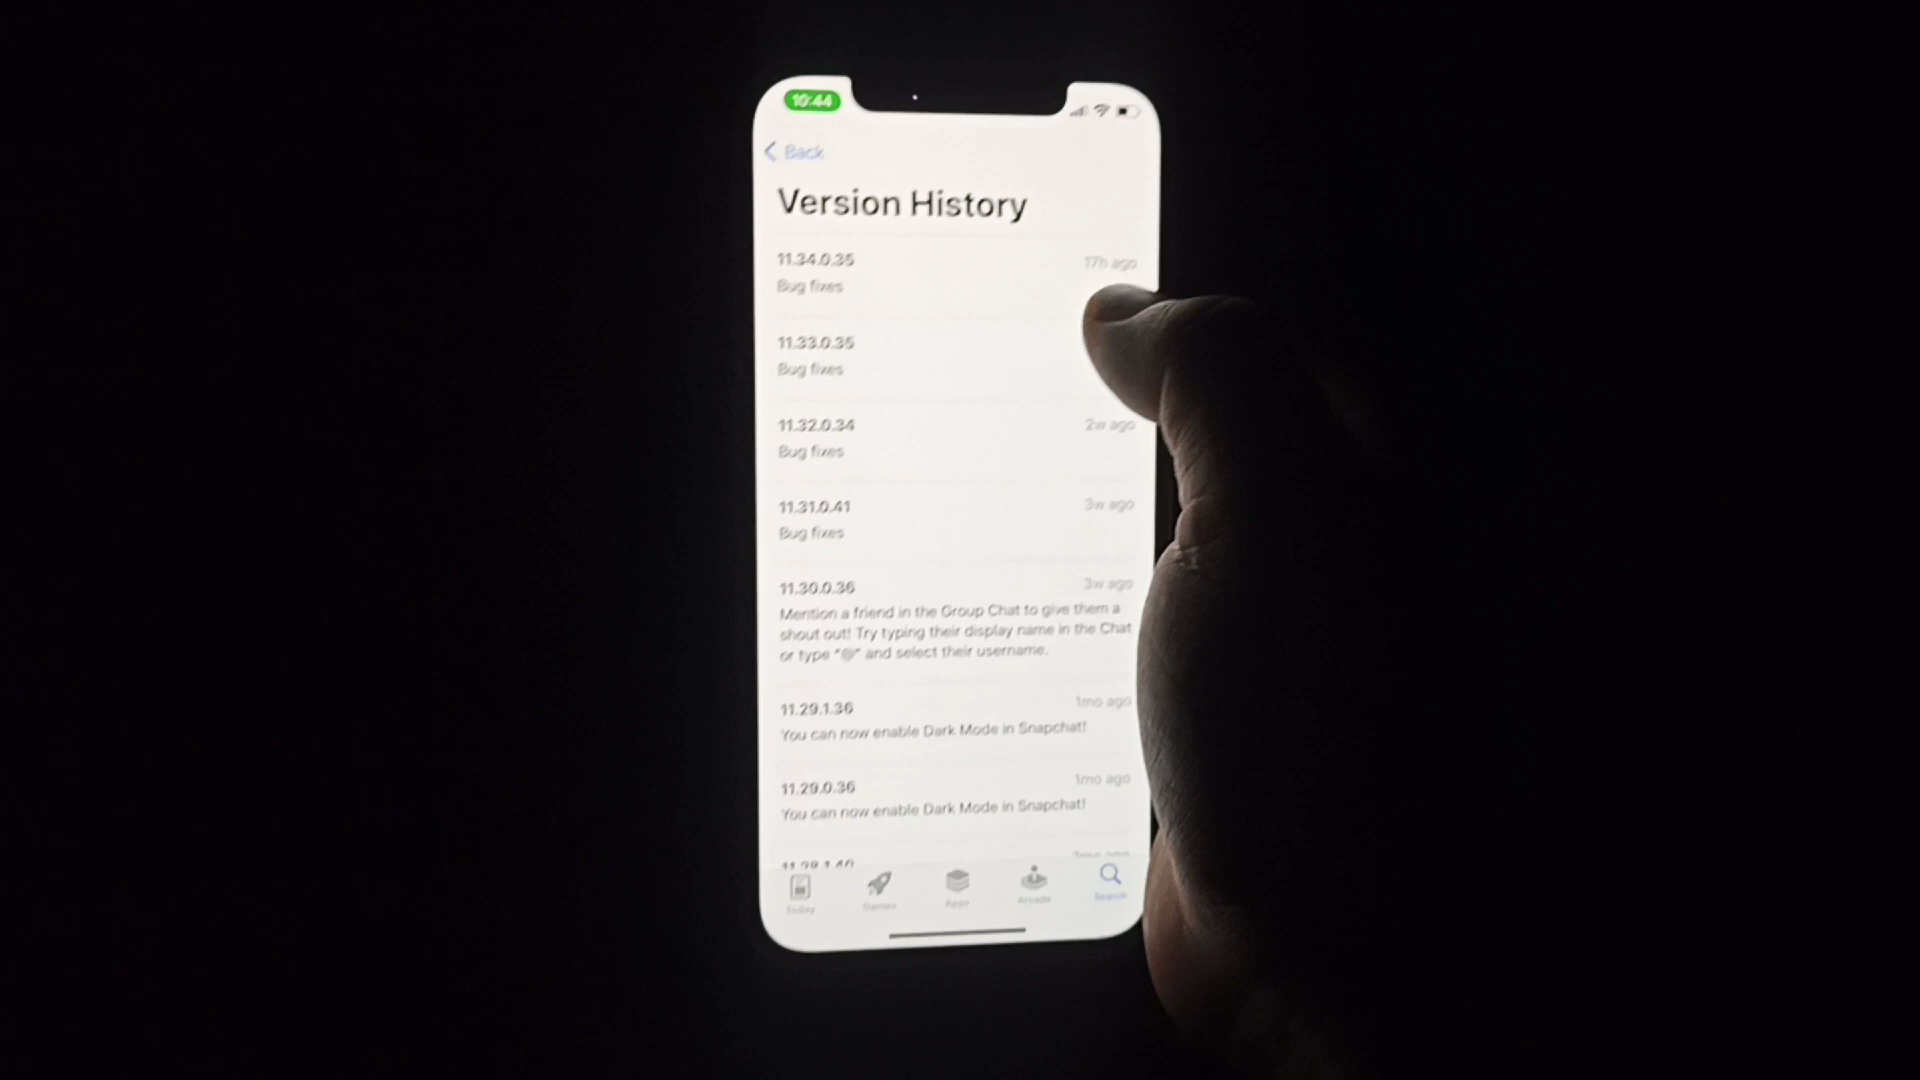 10:44
Back
Version History
11.34.0.35
17h ago
Bug fixes
11.33.0.35
Bug fixes
11.32.0.34
2w ago
Bug fixes
11.31.0.41
3w ago
Bug fixes
11.30.0.36
3w ago
Mention a friend in the Group Chat to give them a
shout out! Try typing their display name in the Chat
or type "@" and select their username.
11.29.1.36
1mo ago
You can now enable Dark Mode in Snapchat!
11.29.0.36
1mo ago
You can now enable Dark Mode in Snapchat!
11.28.1.40
Today
Games
Apps
Arcade
Search